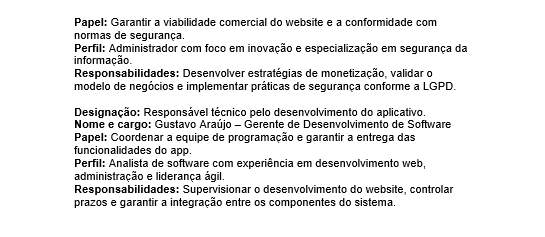 Papel: Garantir a viabilidade comercial do website e a conformidade com
normas de segurança.
Perfil: Administrador com foco em inovação e especialização em segurança da
informação.
Responsabilidades: Desenvolver estratégias de monetização, validar o
modelo de negócios e implementar práticas de segurança conforme a LGPD.
Designação: Responsável técnico pelo desenvolvimento do aplicativo.
Nome e cargo: Gustavo Araújo – Gerente de Desenvolvimento de Software
Papel: Coordenar a equipe de programação e garantir a entrega das
funcionalidades do app.
Perfil: Analista de software com experiência em desenvolvimento web,
administração e liderança ágil.
Responsabilidades: Supervisionar o desenvolvimento do website, controlar
prazos e garantir a integração entre os componentes do sistema.